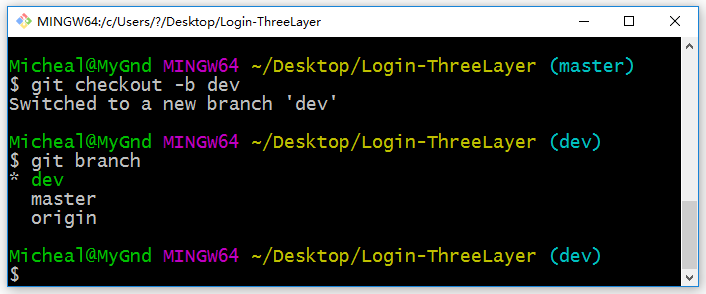 MINGW64:/c/Users/?/Desktop/Login-ThreeLayer
Micheal@MyGnd MINGW64 ~/Desktop/Login-ThreeLayer (master)
$ git checkout -b dev
Switched to a new branch 'dev'
Micheal@MyGnd MINGW64 ~/Desktop/Login-ThreeLayer (dev)
$ git branch
* dev
master
origin
Micheal@MyGnd MINGW64 ~/Desktop/Login-ThreeLayer (dev)
$